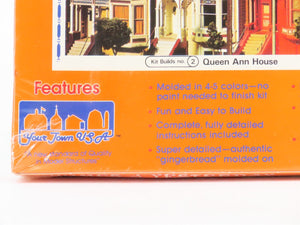 Kit Builds No. 2 Queen Ann House
Features
• Molded in 4-5 colors—no
paint needed to finish kit
• Fun and Easy to Build
• Complete, fully detailed
instructions included
• Super detailed—authentic
"gingerbread" molded on
Your Town U.S.A.